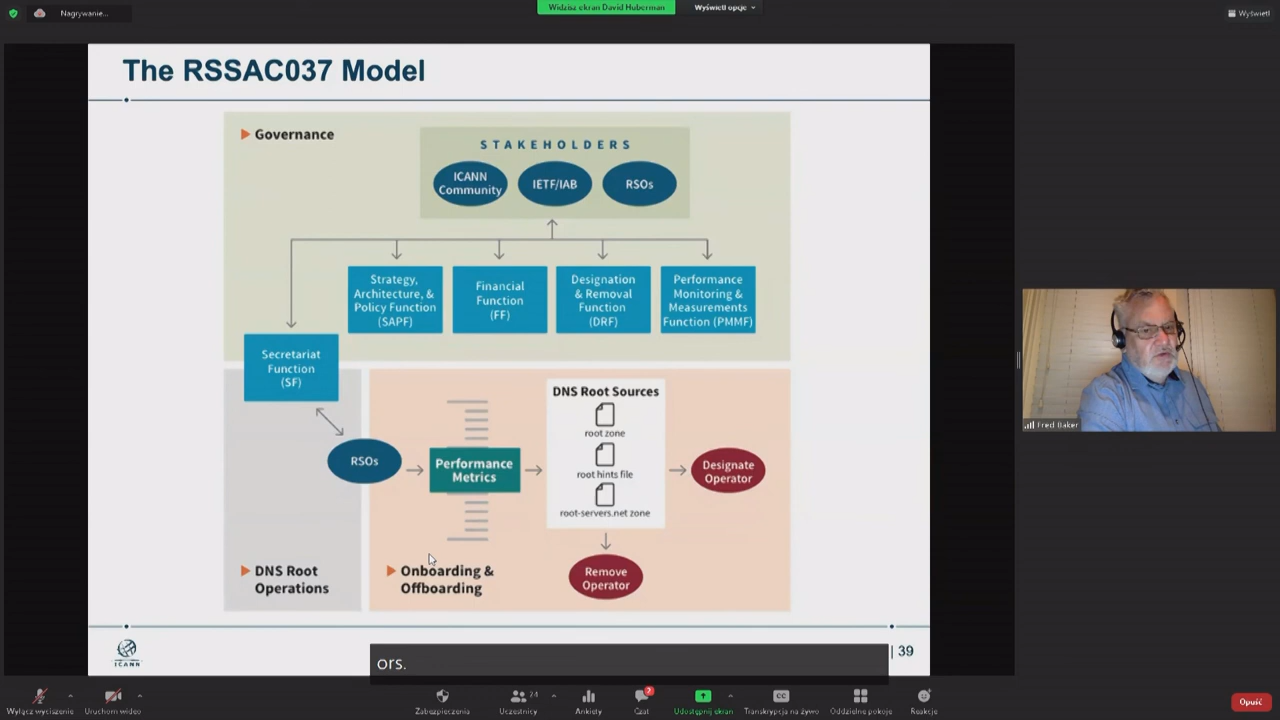 Nagrywanie...
Widzisz ekran David Huberman
Wyświetl opcje
Wyświetl
The RSSAC037 Model
Governance
STAKEHOLDERS
ICANN
Community
IETF/IAB
RSOs
Strategy,
Architecture, &
Policy Function
(SAPF)
Financial
Function
(FF)
Designation
& Removal
Function
(DRF)
Performance
Monitoring &
Measurements
Function (PMMF)
Secretariat
Function
(SF)
RSOs
Performance
Metrics
DNS Root Sources
root zone
root hints file
root-servers.net zone
Designate
Operator
Remove
Operator
DNS Root
Operations
Onboarding &
Offboarding
Fred Baker
ICANN
ors.
| 39
Wyłącz wyciszenie
Uruchom wideo
Zabezpieczenia
24
Uczestnicy
Ankiety
2
Czat
Udostępnij ekran
CC
Transkrypcja na żywo
Oddzielne pokoje
Reakcje
Opuść